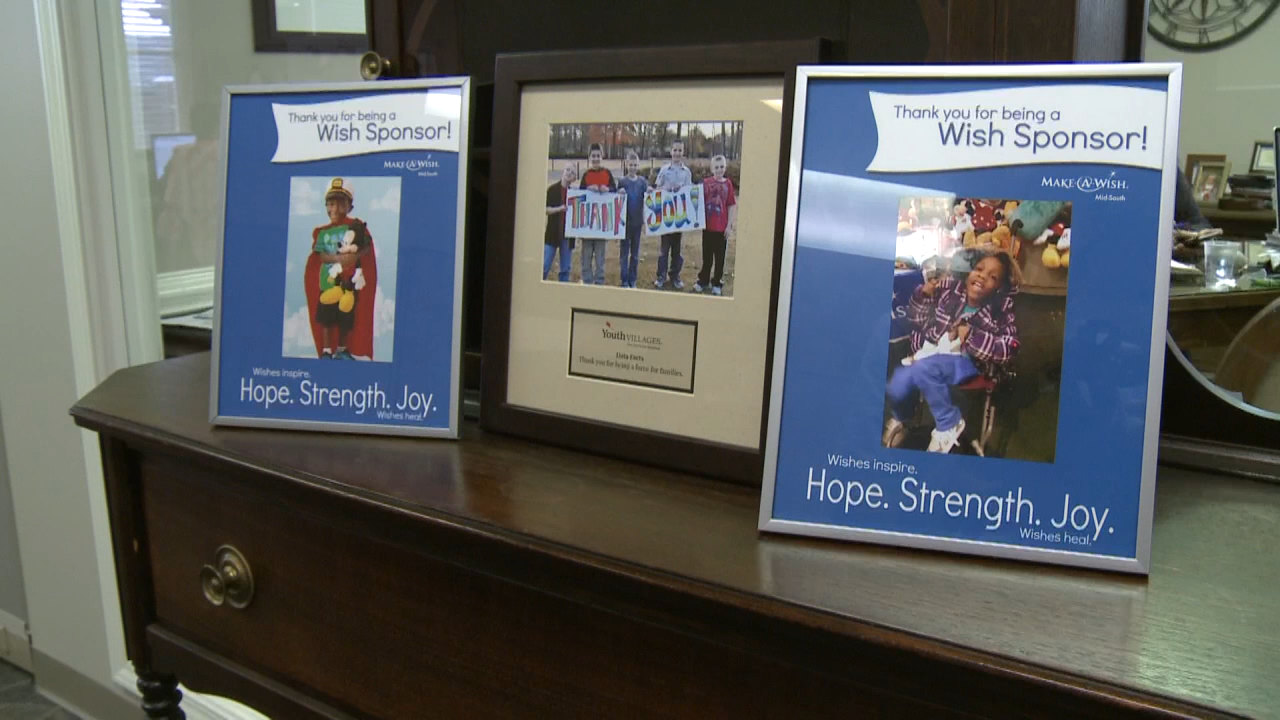 Thank you for being a
Wish Sponsor!
MAKE-A-WISH.
Mid-South
Wishes inspire.
Hope. Strength. Joy.
Wishes heal.
THANK YOU!
Youth VILLAGES.
Thank you for being a force for families.
Thank you for being a
Wish Sponsor!
MAKE-A-WISH.
Mid-South
Wishes inspire.
Hope. Strength. Joy.
Wishes heal.